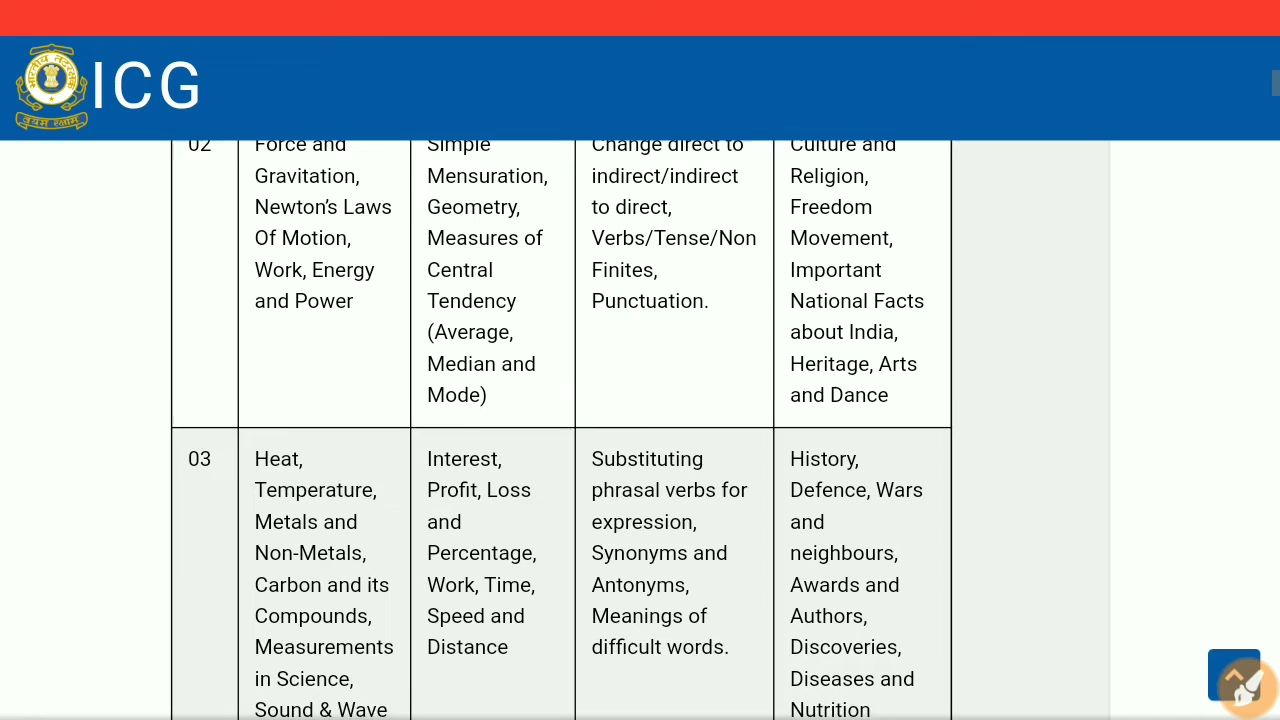 भारतीय तटरक्षक
वयम् रक्षामः
ICG
02
Force and
Gravitation,
Newton’s Laws
Of Motion,
Work, Energy
and Power
Simple
Mensuration,
Geometry,
Measures of
Central
Tendency
(Average,
Median and
Mode)
Change direct to
indirect/indirect
to direct,
Verbs/Tense/Non
Finites,
Punctuation.
Culture and
Religion,
Freedom
Movement,
Important
National Facts
about India,
Heritage, Arts
and Dance
03
Heat,
Temperature,
Metals and
Non-Metals,
Carbon and its
Compounds,
Measurements
in Science,
Sound & Wave
Interest,
Profit, Loss
and
Percentage,
Work, Time,
Speed and
Distance
Substituting
phrasal verbs for
expression,
Synonyms and
Antonyms,
Meanings of
difficult words.
History,
Defence, Wars
and
neighbours,
Awards and
Authors,
Discoveries,
Diseases and
Nutrition